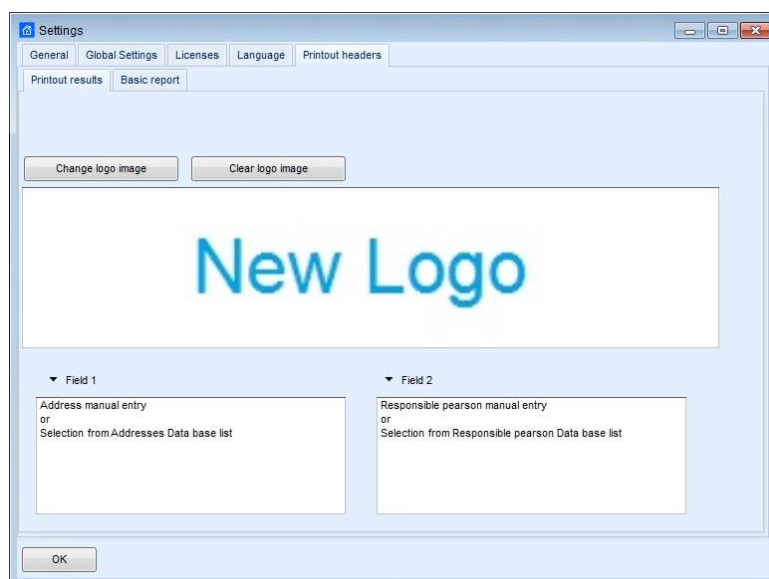 Settings
General Global Settings Licenses Language Printout headers
Printout results Basic report
Change logo image Clear logo image
New Logo
Field 1 Field 2
Address manual entry
or
Selection from Addresses Data base list
Responsible pearson manual entry
or
Selection from Responsible pearson Data base list
OK